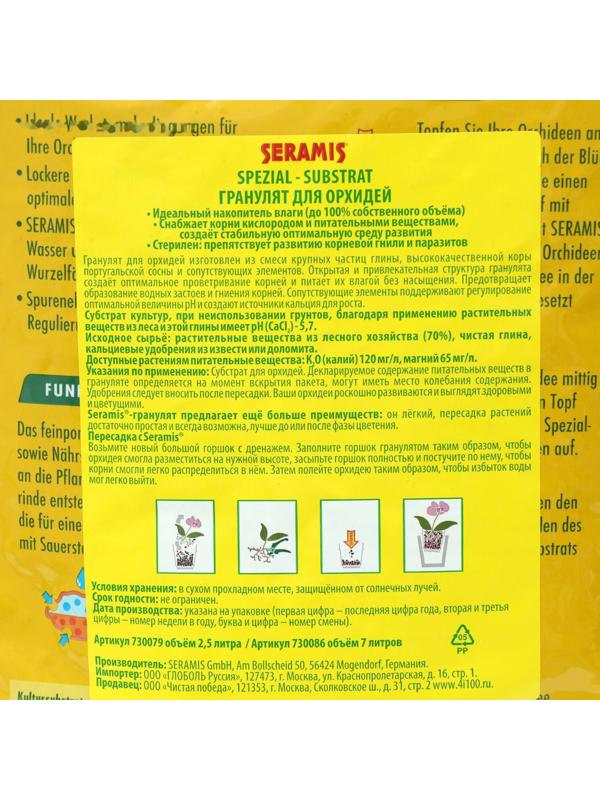 SERAMIS®
SPEZIAL - SUBSTRAT
ГРАНУЛЯТ ДЛЯ ОРХИДЕЙ
• Идеальный накопитель влаги (до 100% собственного объёма)
• Снабжает корни кислородом и питательными веществами,
создаёт стабильную оптимальную среду развития
• Стерилен: препятствует развитию корневой гнили и паразитов
Гранулят для орхидей изготовлен из смеси крупных частиц глины, высококачественной коры
португальской сосны и сопутствующих элементов. Открытая и привлекательная структура гранулята
создаёт оптимальное проветривание корней и питает их влагой без насыщения. Предотвращает
образование водных застоев и гниения корней. Сопутствующие элементы поддерживают регулирование
оптимальной величины pH и создают начальные кальция для роста.
Субстрат культур, при неиспользовании грунтов, благодаря применению растительных
веществ из леса и этой глины имеет pH (CaCl₂) - 5,7.
Исходное сырьё: растительные вещества из лесного хозяйства (70%), чистая глина,
кальциевые удобрения из извести или доломита.
Доступные растениям питательные вещества: K₂O (калий) 120 мг/л, магний 65 мг/л.
Указания по применению: Субстрат для орхидей. Декларируемое содержание питательных веществ в
грануляте определяется на момент вскрытия пакета, могут иметь место колебания содержания.
Удобрения следует вносить после пересадки. Ваши орхидеи роскошно развиваются и выглядят здоровыми
и цветущими.
Seramis®-гранулят предлагает ещё больше преимуществ: он лёгкий, пересадка растений
достаточно простая и всегда возможна, лучше до или после фазы цветения.
Пересадка с Seramis®
Возьмите новый большой горшок с дренажем. Заполните горшок гранулятом таким образом, чтобы
орхидея смогла разместиться на нужной высоте, засыпьте горшок полностью и постучите по нему, чтобы
корни смогли легко распределиться в нём. Затем полейте орхидею таким образом, чтобы избыток воды
мог легко выйти.
Условия хранения: в сухом прохладном месте, защищённом от солнечных лучей.
Срок годности: не ограничен.
Дата производства: указана на упаковке (первая цифра – последняя цифра года, вторая и третья
цифры – номер недели в году, буква и цифра – номер смены).
Артикул 730079 объём 2,5 литра / Артикул 730086 объём 7 литров
05
PP
Производитель: SERAMIS GmbH, Am Bollscheid 50, 56424 Mogendorf, Германия.
Импортер: ООО "ГЛОБОЛЬ Руссия", 127473, г. Москва, ул. Краснопролетарская, д. 16, стр. 1.
Продавец: ООО "Чистая победа", 121353, г. Москва, Сколковское ш., д. 31, стр. 2 www.4i100.ru.
für
Ihre
• Lockere
• SERAMIS
Wasser
FUNK
Das feinpor
sowie Nährs
an die Pflan
rinde entste
die für eine
mit Sauersto
Topfen Sie Ihre Orchideen an
h der Blü
e einen
f mit
t SERAM
Orchideen
e in der
esetzt
dee mittig
n Topf
Spezial-
en den
den des
ubstrats